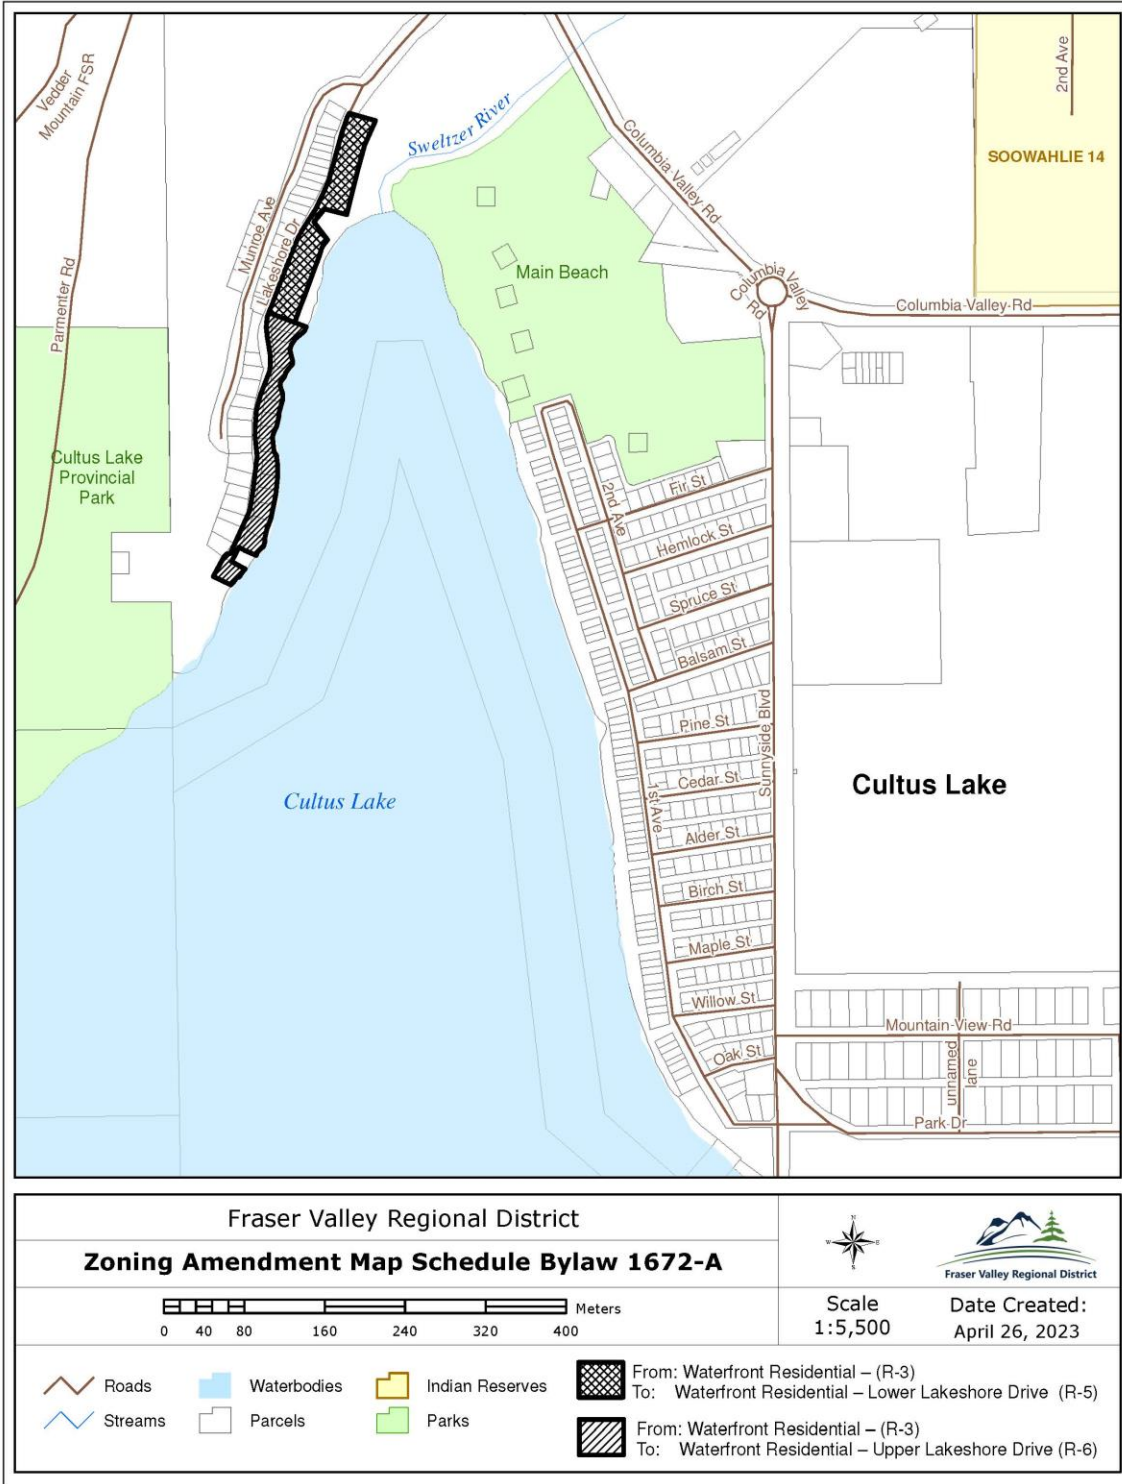 Vedder
Mountain FSR
2nd Ave
SOOWAHLIE 14
Sweltzer River
Columbia Valley Rd
Munroe Ave
Lakeshore Dr
Parmenter Rd
Main Beach
Columbia Valley
Rd
Columbia Valley Rd
Cultus Lake
Provincial
Park
2nd Ave
Fir St
Hemlock St
Spruce St
Balsam St
Pine St
Sunnyside Blvd
Cedar St
1st Ave
Cultus Lake
Cultus Lake
Alder St
Birch St
Maple St
Willow St
Oak St
Mountain View Rd
unnamed
lane
Park Dr
Fraser Valley Regional District
Zoning Amendment Map Schedule Bylaw 1672-A
Meters
0 40 80 160 240 320 400
N
W E
S
Fraser Valley Regional District
Scale
1:5,500
Date Created:
April 26, 2023
Roads
Waterbodies
Indian Reserves
Streams
Parcels
Parks
From: Waterfront Residential – (R-3)
To: Waterfront Residential – Lower Lakeshore Drive (R-5)
From: Waterfront Residential – (R-3)
To: Waterfront Residential – Upper Lakeshore Drive (R-6)